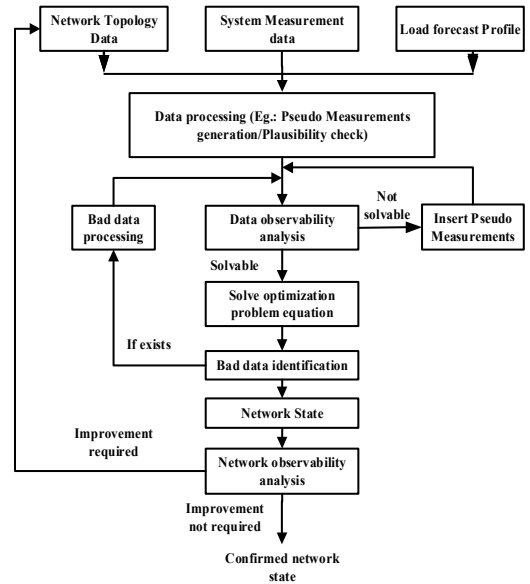 Network Topology
Data
System Measurement
data
Load forecast Profile
Data processing (Eg.: Pseudo Measurements
generation/Plausibility check)
Bad data
processing
Data observability
analysis
Not
solvable
Insert Pseudo
Measurements
Solvable
Solve optimization
problem equation
If exists
Bad data identification
Network State
Improvement
required
Network observability
analysis
Improvement
not required
Confirmed network
state